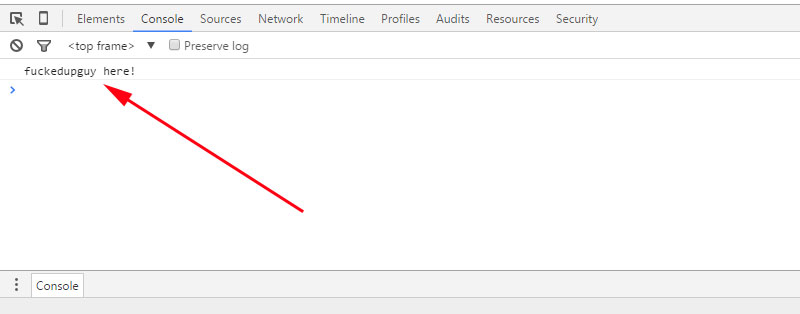 Elements Console Sources Network Timeline Profiles Audits Resources Security
<top frame> ▼ Preserve log
fuckedupguy here!
>
Console